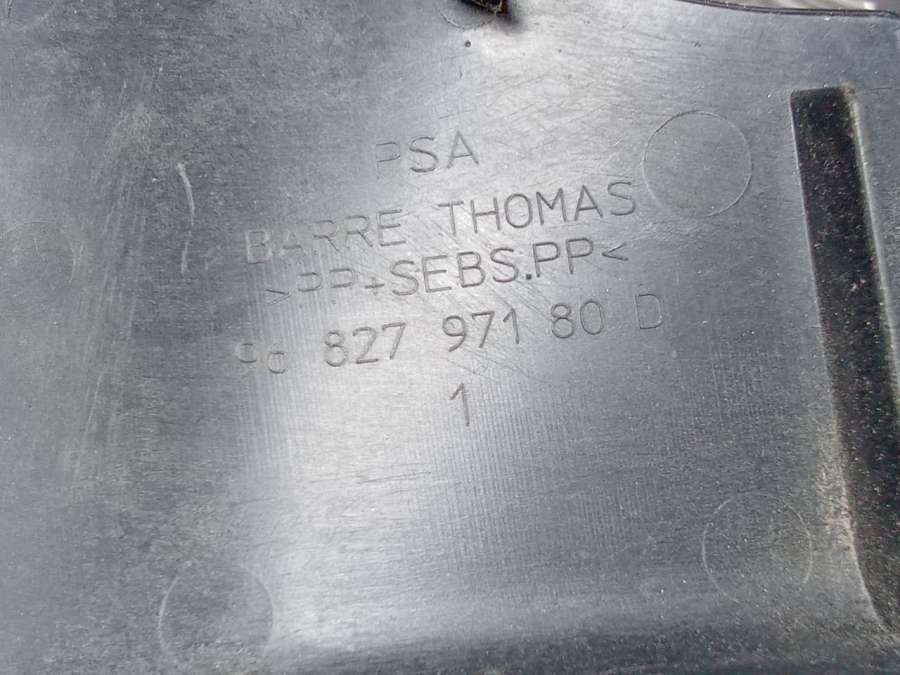 PSA
BARRE THOMAS
>PP+SEBS.PP<
96 827 971 80 D
1